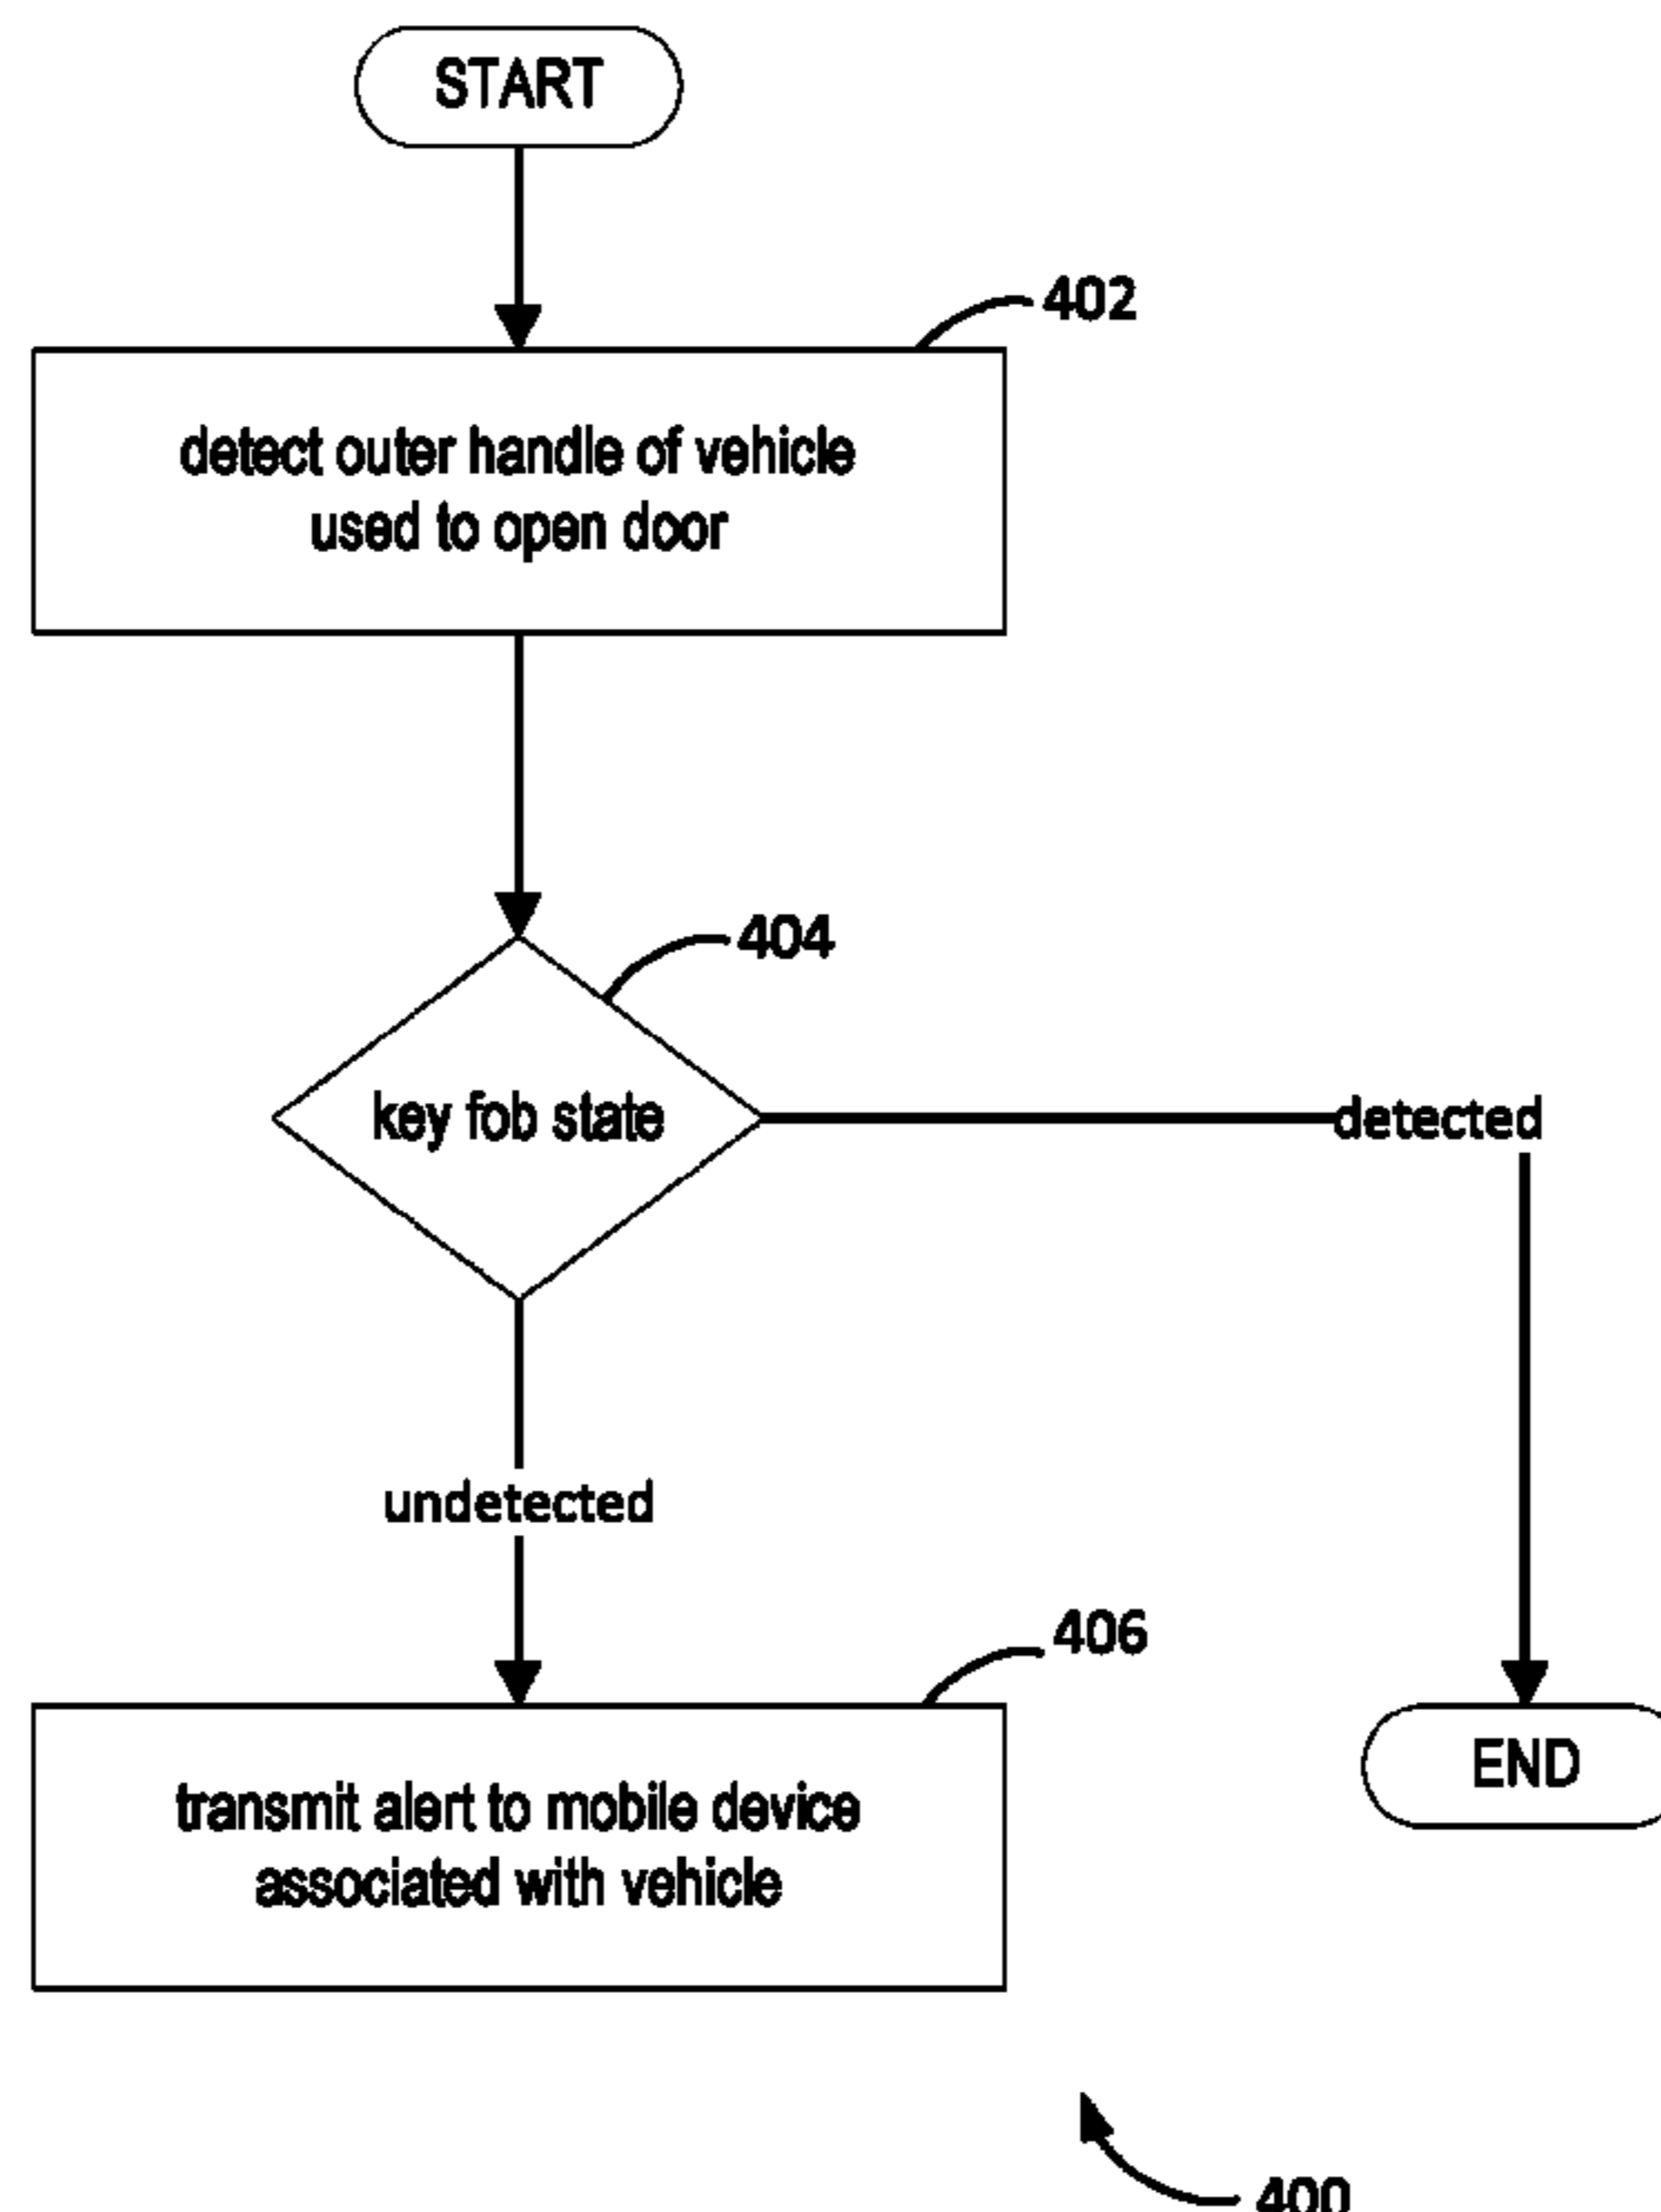 START
402
detect outer handle of vehicle
used to open door
404
key fob state
detected
undetected
406
transmit alert to mobile device
associated with vehicle
END
400